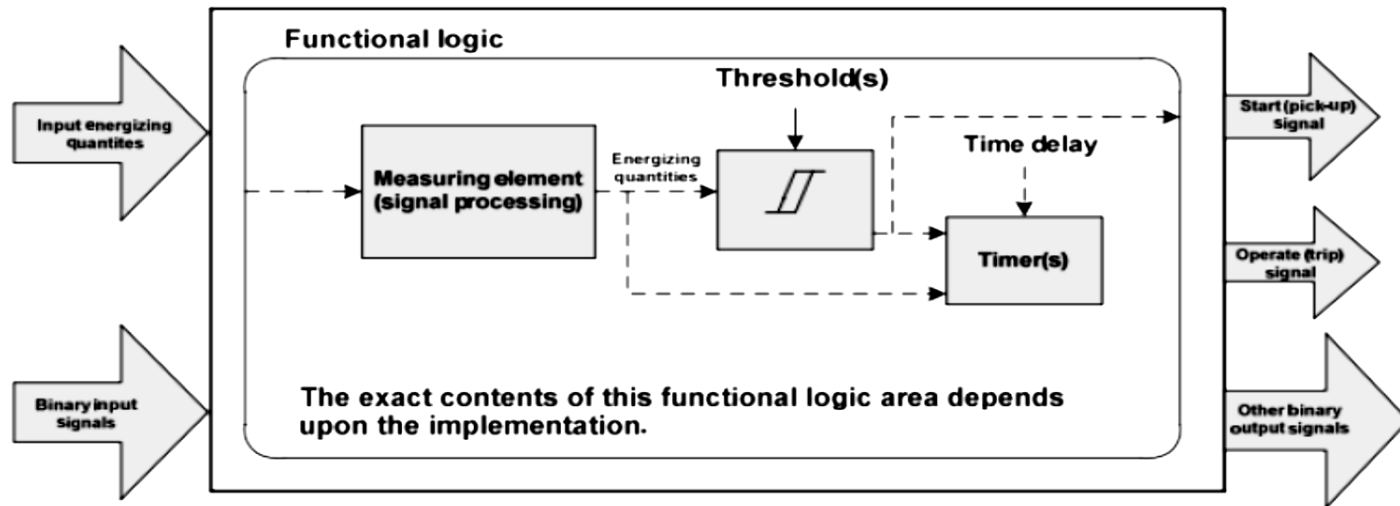 Functional logic
Input energizing
quantites
Binary input
signals
Measuring element
(signal processing)
Energizing
quantities
Threshold(s)
Time delay
Timer(s)
The exact contents of this functional logic area depends
upon the implementation.
Start (pick-up)
signal
Operate (trip)
signal
Other binary
output signals